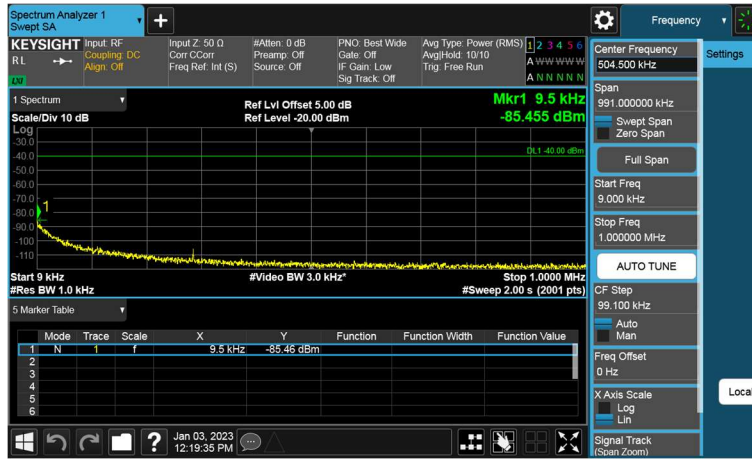 Spectrum Analyzer 1
Swept SA
Frequency
KEYSIGHT
RL
LXI
Input: RF
Coupling: DC
Align: Off
Input Z: 50 Ω
Corr CCorr
Freq Ref: Int (S)
#Atten: 0 dB
Preamp: Off
Source: Off
PNO: Best Wide
Gate: Off
IF Gain: Low
Sig Track: Off
Avg Type: Power (RMS)
Avg|Hold: 10/10
Trig: Free Run
1 2 3 4 5 6
A W W W W W
A N N N N N
Center Frequency
504.500 kHz
Settings
Span
991.000000 kHz
Swept Span
Zero Span
Full Span
Start Freq
9.000 kHz
Stop Freq
1.000000 MHz
AUTO TUNE
CF Step
99.100 kHz
Auto
Man
Freq Offset
0 Hz
X Axis Scale
Log
Lin
Signal Track
(Span Zoom)
Local
1 Spectrum
Scale/Div 10 dB
Ref Lvl Offset 5.00 dB
Ref Level -20.00 dBm
Mkr1 9.5 kHz
-85.455 dBm
Log
-30.0
-40.0
-50.0
-60.0
-70.0
-80.0
-90.0
-100
-110
DL1 -40.00 dBm
1
Start 9 kHz
#Res BW 1.0 kHz
#Video BW 3.0 kHz*
Stop 1.0000 MHz
#Sweep 2.00 s (2001 pts)
5 Marker Table
Mode Trace Scale X Y Function Function Width Function Value
1 N 1 f 9.5 kHz -85.46 dBm
2
3
4
5
6
Jan 03, 2023
12:19:35 PM